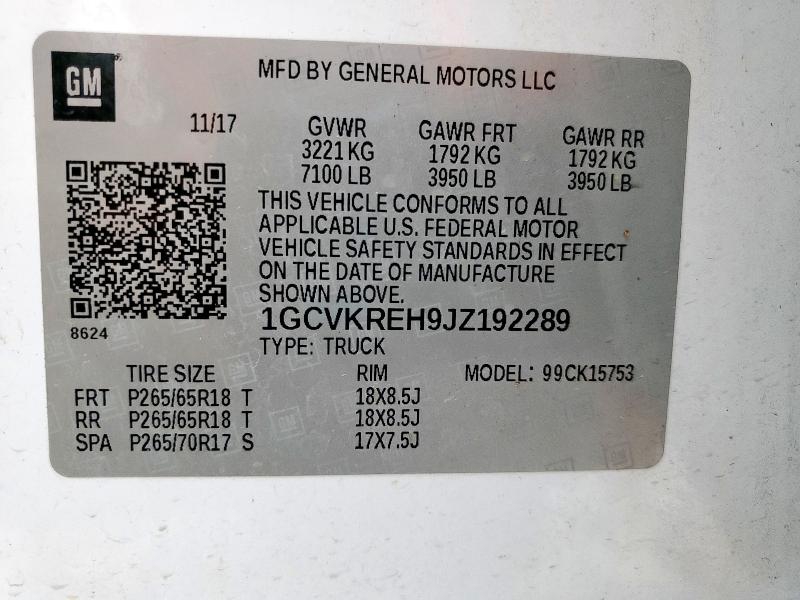 GM
MFD BY GENERAL MOTORS LLC
11/17
GVWR GAWR FRT GAWR RR
3221 KG 1792 KG 1792 KG
7100 LB 3950 LB 3950 LB
THIS VEHICLE CONFORMS TO ALL
APPLICABLE U.S. FEDERAL MOTOR
VEHICLE SAFETY STANDARDS IN EFFECT
ON THE DATE OF MANUFACTURE
SHOWN ABOVE.
8624
1GCVKREH9JZ192289
TYPE: TRUCK
TIRE SIZE RIM MODEL: 99CK15753
FRT P265/65R18 T 18X8.5J
RR P265/65R18 T 18X8.5J
SPA P265/70R17 S 17X7.5J